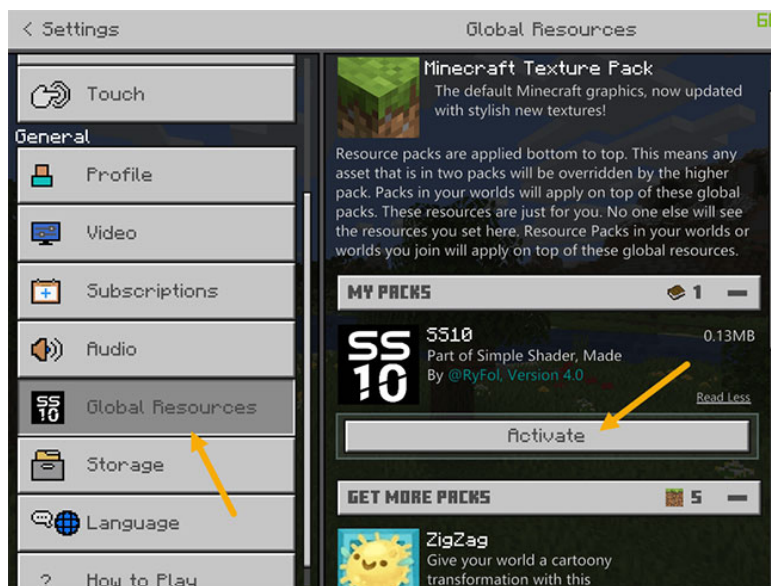 < Settings
Global Resources
Touch
General
Profile
Video
Subscriptions
Audio
SS
10
Global Resources
Storage
Language
? How to Play
Minecraft Texture Pack
The default Minecraft graphics, now updated
with stylish new textures!
Resource packs are applied bottom to top. This means any
asset that is in two packs will be overridden by the higher
pack. Packs in your worlds will apply on top of these global
packs. These resources are just for you. No one else will see
the resources you set here. Resource Packs in your worlds or
worlds you join will apply on top of these global resources.
MY PACKS 1
SS
10
SS10 0.13MB
Part of Simple Shader, Made
By @RyFol, Version 4.0
Read Less
Activate
GET MORE PACKS 5
ZigZag
Give your world a cartoony
transformation with this